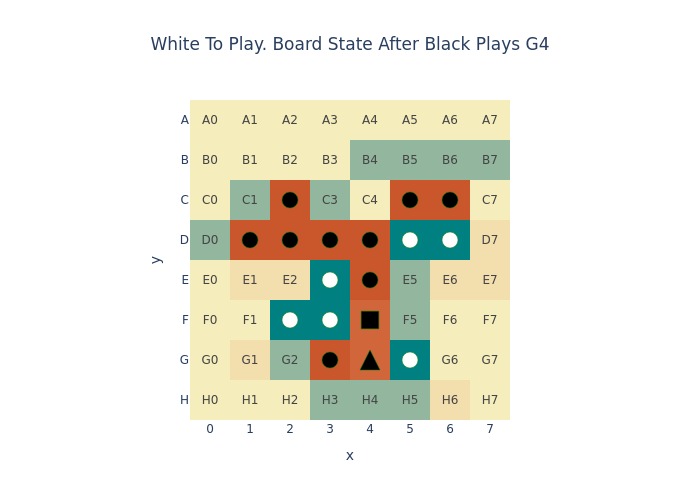 White To Play. Board State After Black Plays G4
A A0 A1 A2 A3 A4 A5 A6 A7
B B0 B1 B2 B3 B4 B5 B6 B7
C C0 C1 C3 C4 C7
D D0 D7
E E0 E1 E2 E5 E6 E7
F F0 F1 F5 F6 F7
G G0 G1 G2 G6 G7
H H0 H1 H2 H3 H4 H5 H6 H7
0 1 2 3 4 5 6 7
x
y